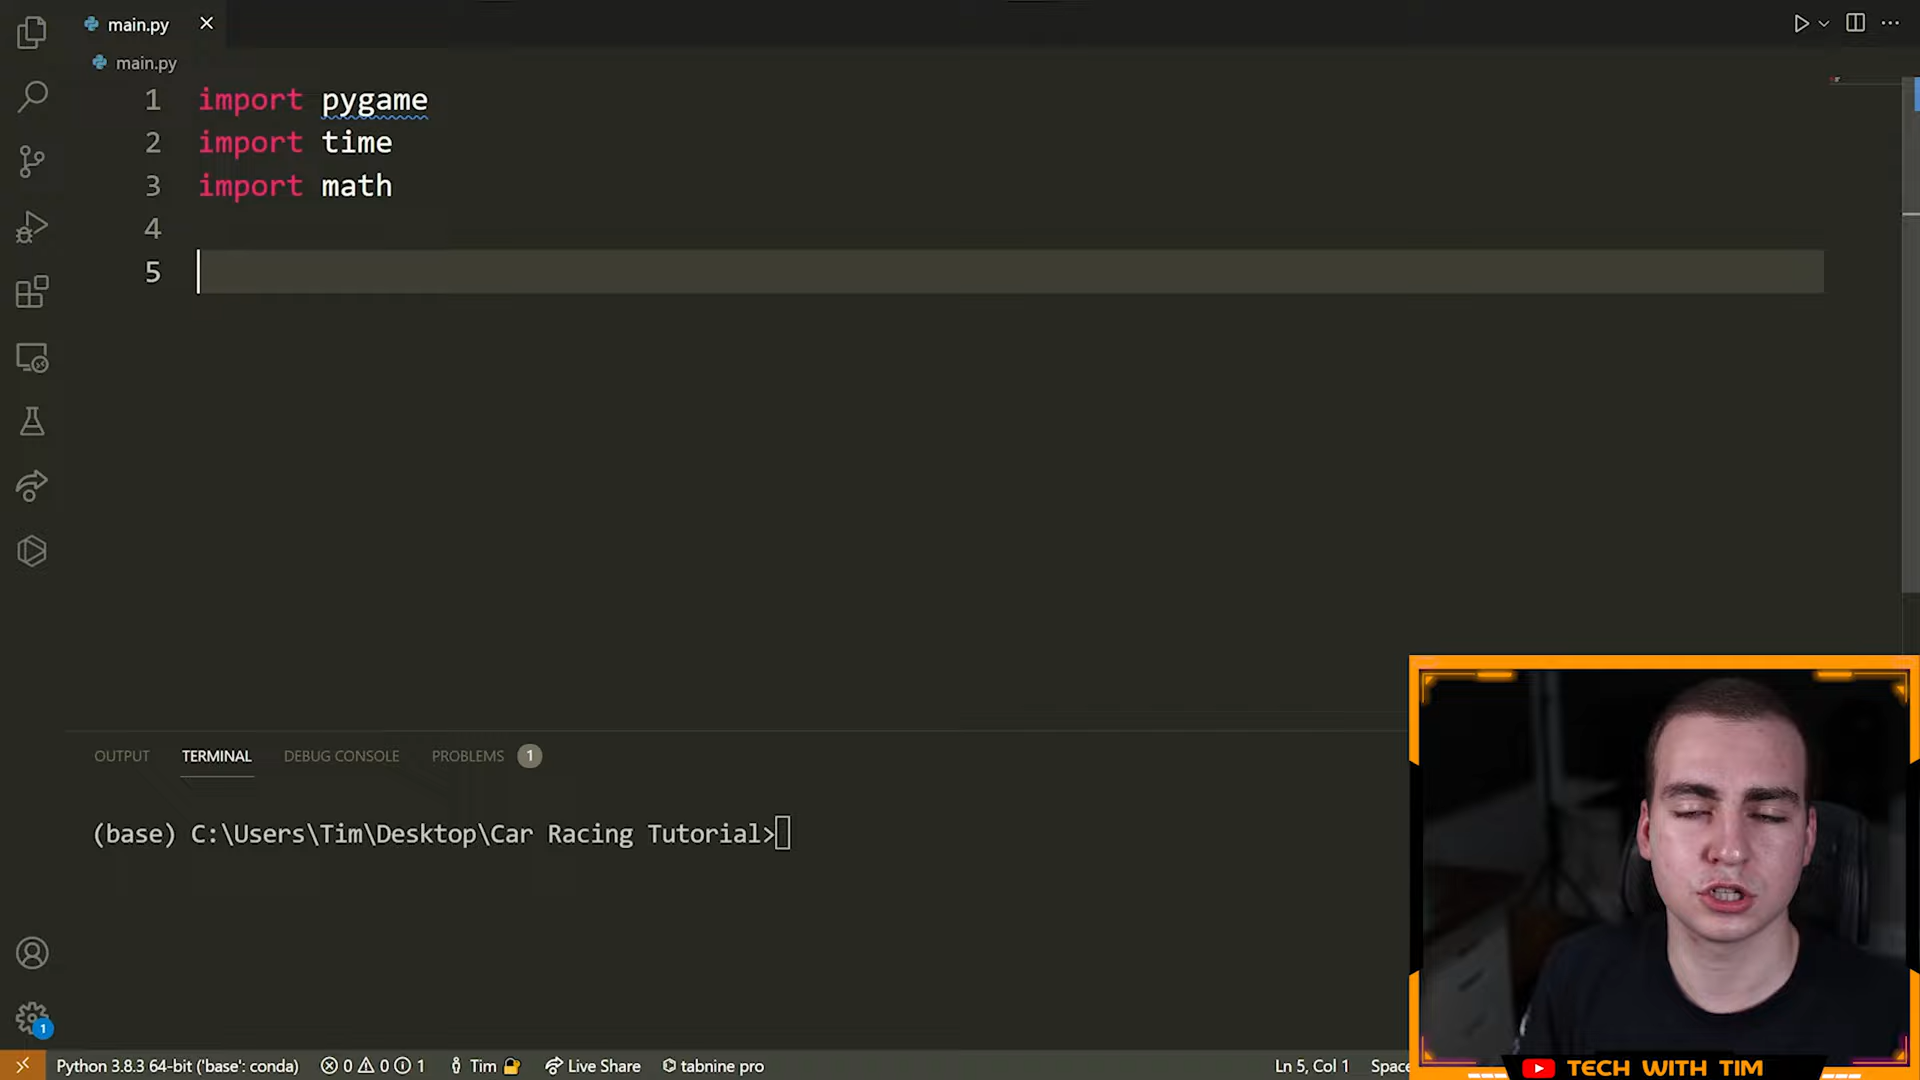 main.py
main.py
1 import pygame
2 import time
3 import math
4
5
OUTPUT TERMINAL DEBUG CONSOLE PROBLEMS 1
(base) C:\Users\Tim\Desktop\Car Racing Tutorial>
1
Python 3.8.3 64-bit ('base': conda) 0 0 1 Tim Live Share tabnine pro Ln 5, Col 1 Space
TECH WITH TIM